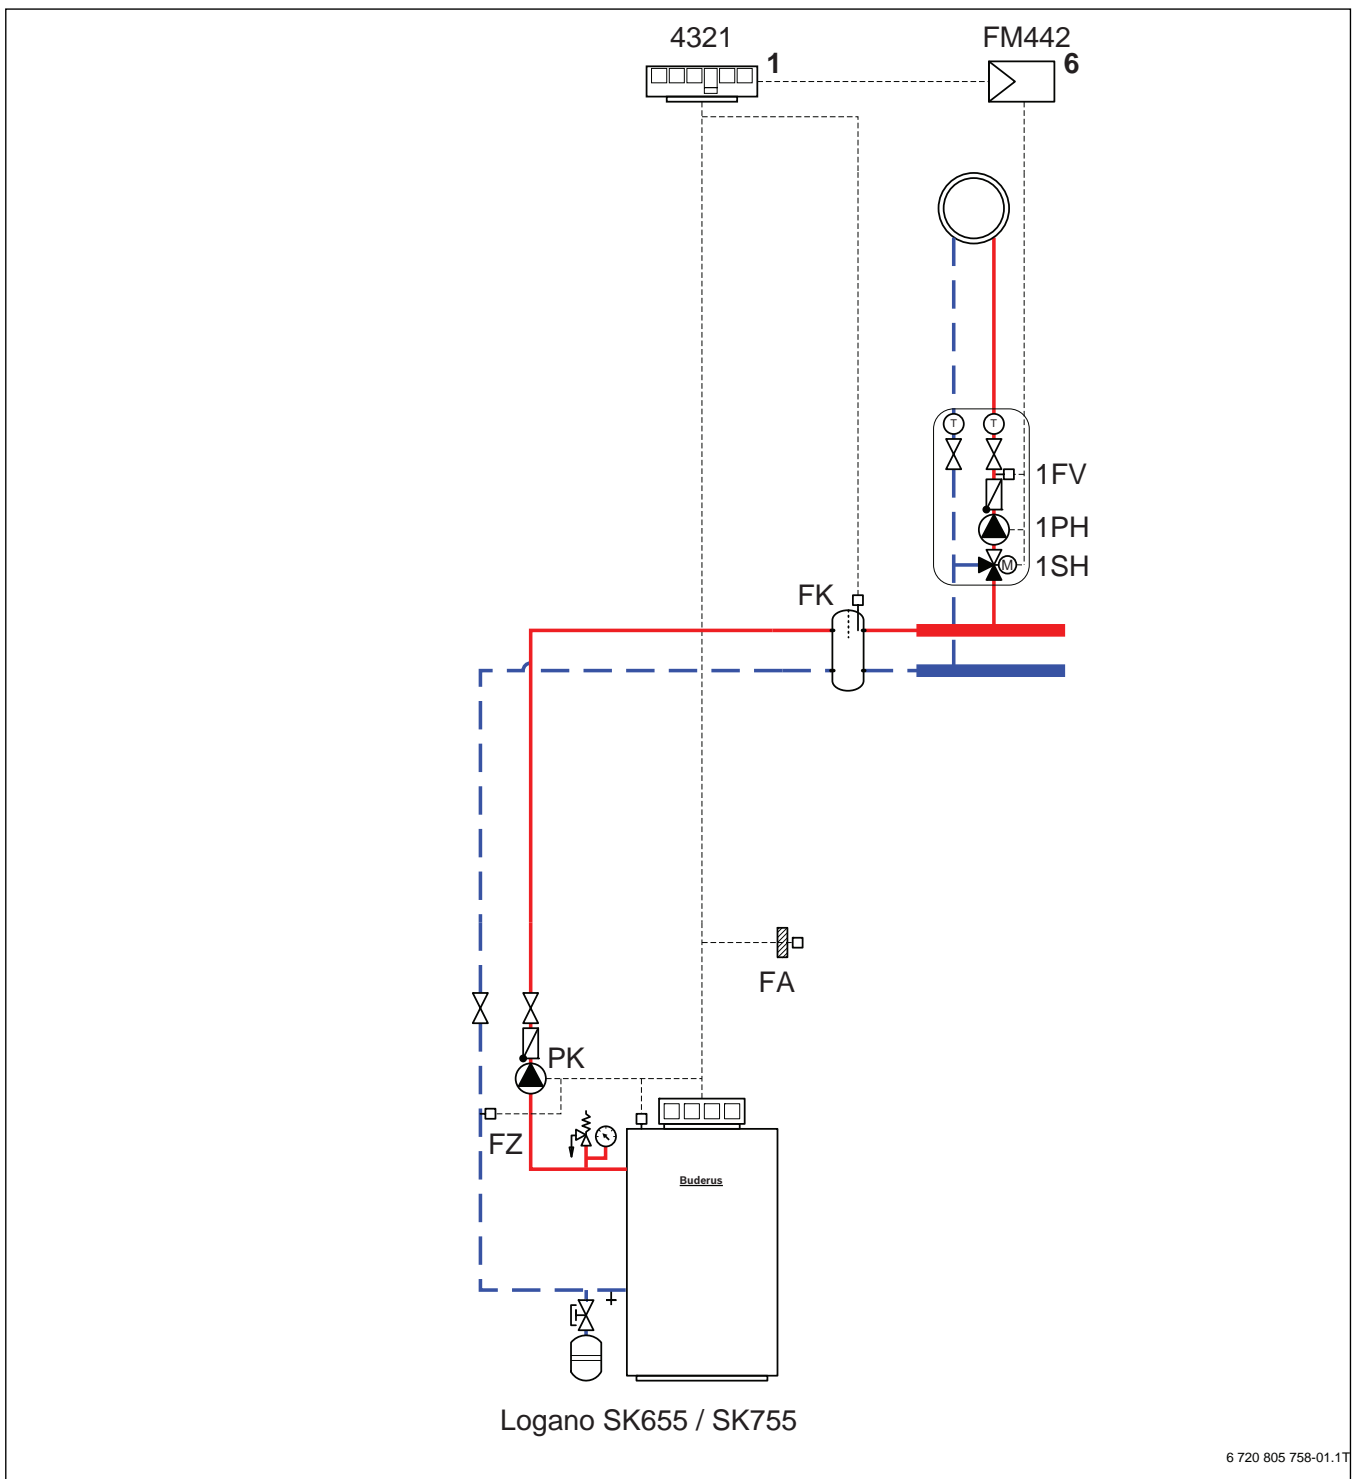 4321
FM442
1
6
T
T
1FV
1PH
M
1SH
FK
FA
PK
FZ
Buderus
Logano SK655 / SK755
6 720 805 758-01.1T